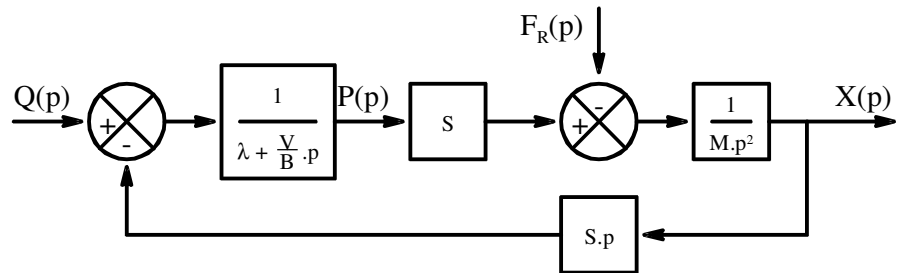 F_R(p)
Q(p)
+
-
1
λ + V/B .p
P(p)
S
-
+
1
M.p²
X(p)
S.p